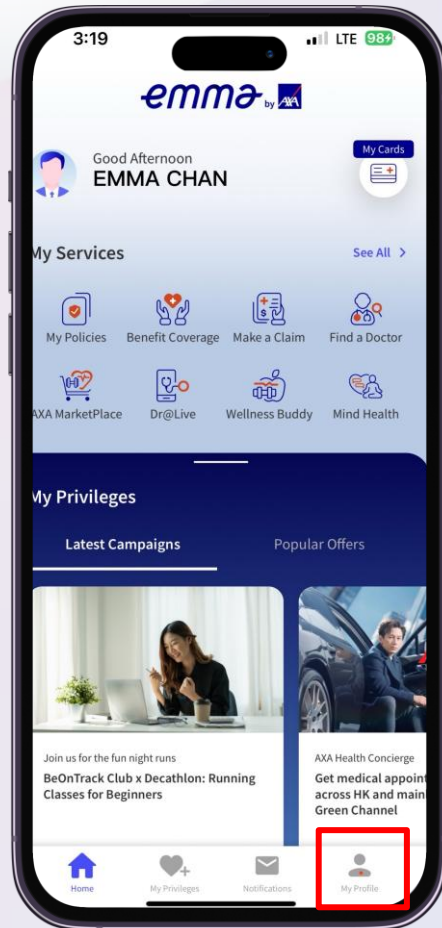 3:19
LTE 98
emma by AXA
My Cards
Good Afternoon
EMMA CHAN
My Services
See All >
My Policies
Benefit Coverage
Make a Claim
Find a Doctor
AXA MarketPlace
Dr@Live
Wellness Buddy
Mind Health
My Privileges
Latest Campaigns
Popular Offers
Join us for the fun night runs
BeOnTrack Club x Decathlon: Running
Classes for Beginners
AXA Health Concierge
Get medical appoin
across HK and main
Green Channel
Home
My Privileges
Notifications
My Profile